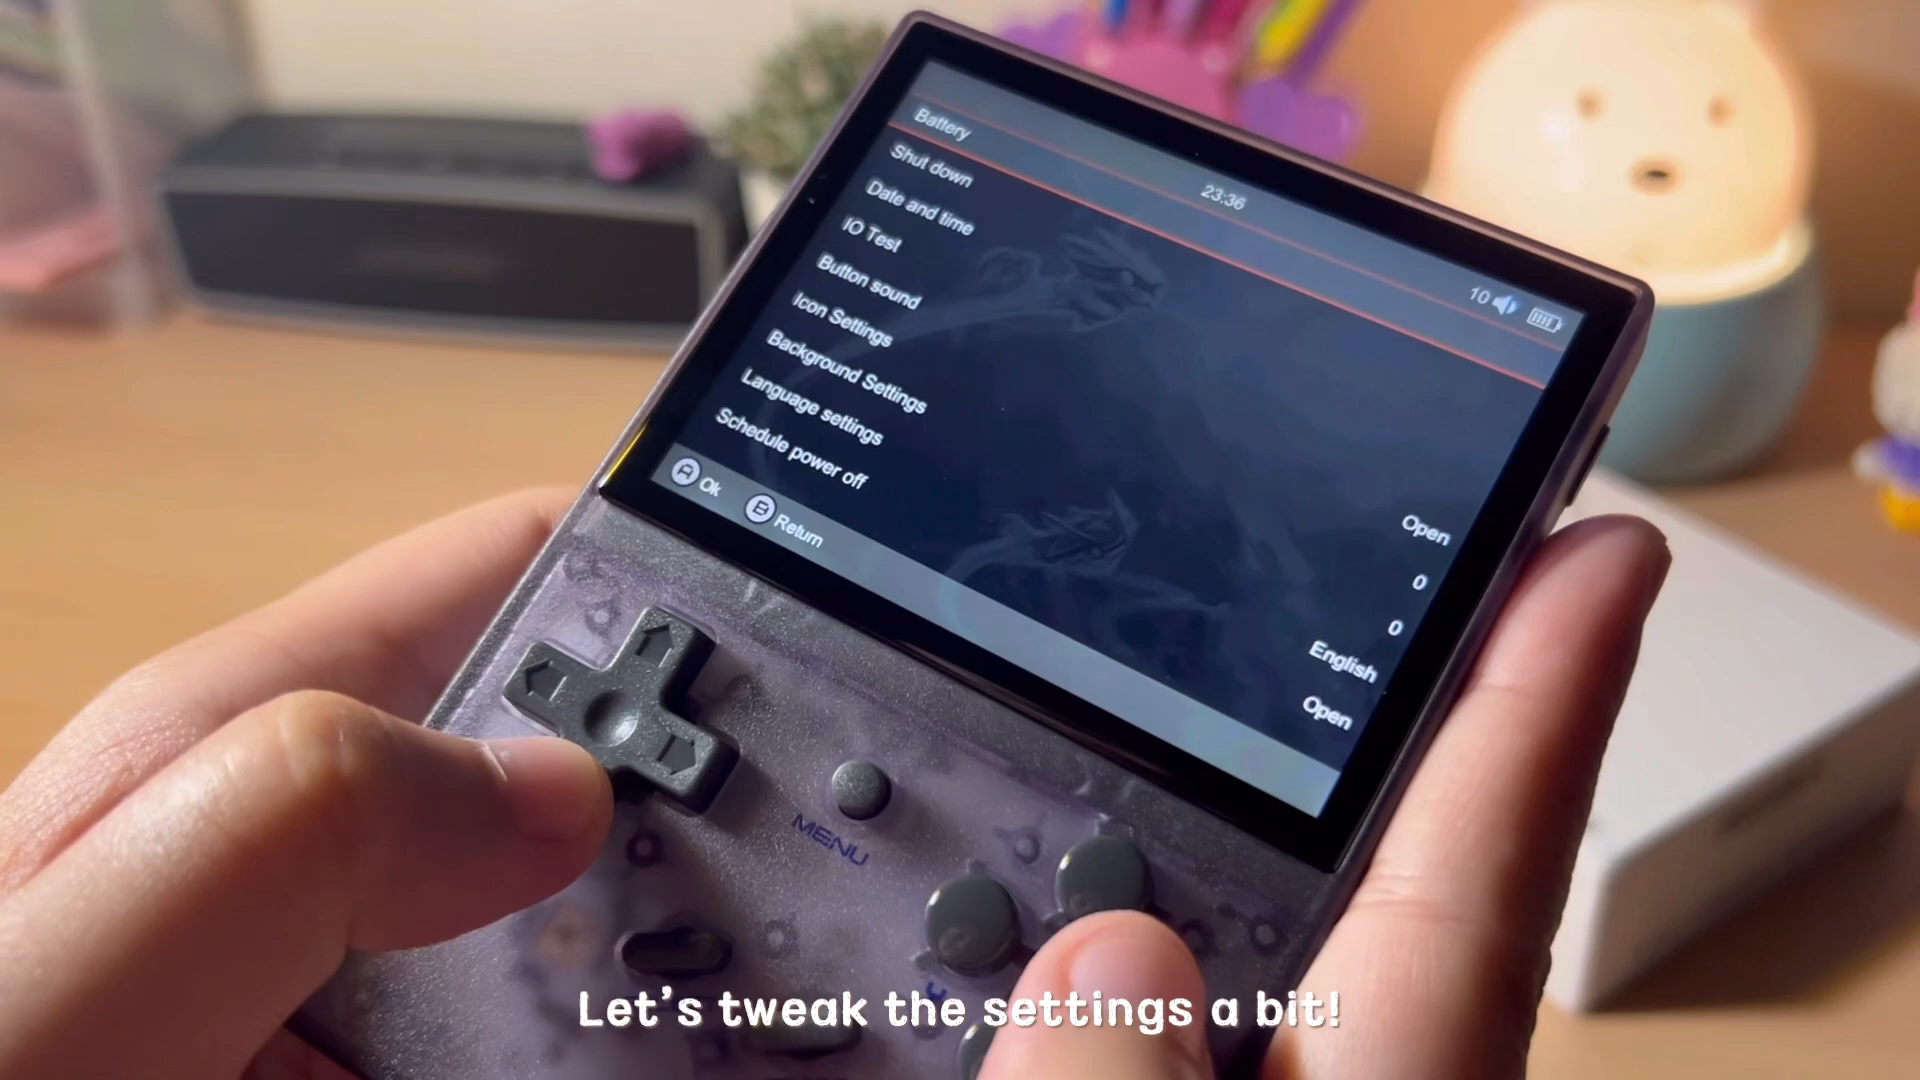 23:36
10
Battery
Shut down
Date and time
IO Test
Button sound Open
Icon Settings 0
Background Settings 0
Language settings English
Schedule power off Open
A Ok B Return
MENU
Y
Let's tweak the settings a bit!